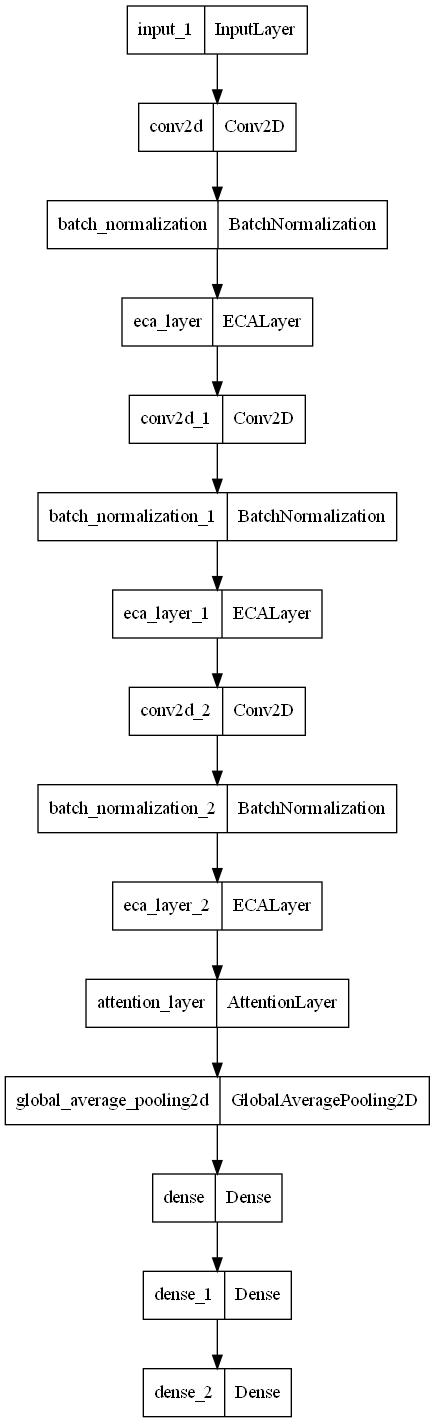 input_1 InputLayer
conv2d Conv2D
batch_normalization BatchNormalization
eca_layer ECALayer
conv2d_1 Conv2D
batch_normalization_1 BatchNormalization
eca_layer_1 ECALayer
conv2d_2 Conv2D
batch_normalization_2 BatchNormalization
eca_layer_2 ECALayer
attention_layer AttentionLayer
global_average_pooling2d GlobalAveragePooling2D
dense Dense
dense_1 Dense
dense_2 Dense